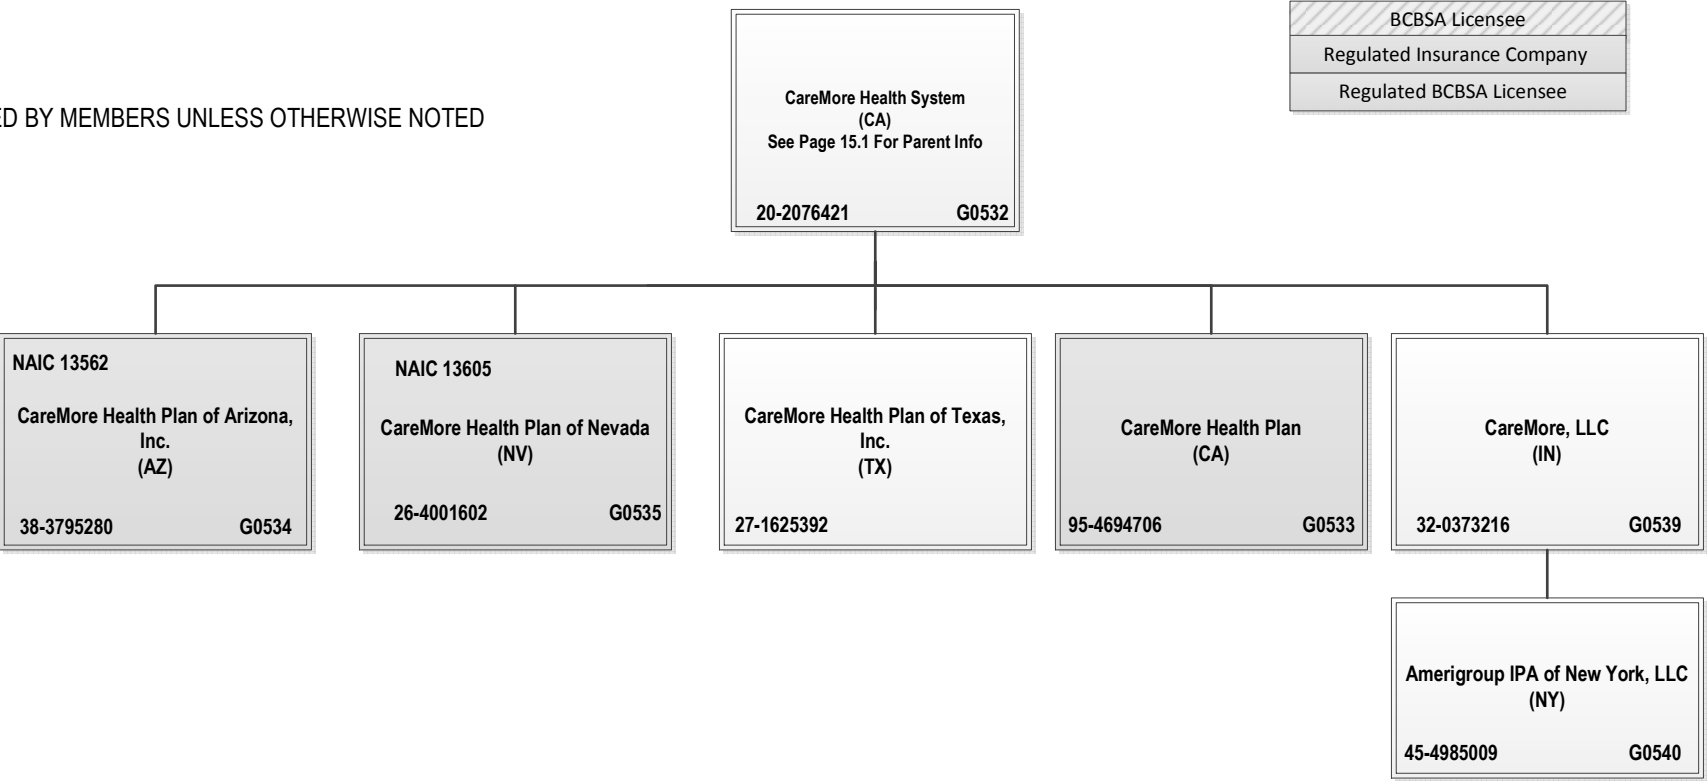 BCBSA Licensee
Regulated Insurance Company
Regulated BCBSA Licensee
BY MEMBERS UNLESS OTHERWISE NOTED
CareMore Health System
(CA)
See Page 15.1 For Parent Info
20-2076421 G0532
NAIC 13562
CareMore Health Plan of Arizona,
Inc.
(AZ)
38-3795280 G0534
NAIC 13605
CareMore Health Plan of Nevada
(NV)
26-4001602 G0535
CareMore Health Plan of Texas,
Inc.
(TX)
27-1625392
CareMore Health Plan
(CA)
95-4694706 G0533
CareMore, LLC
(IN)
32-0373216 G0539
Amerigroup IPA of New York, LLC
(NY)
45-4985009 G0540